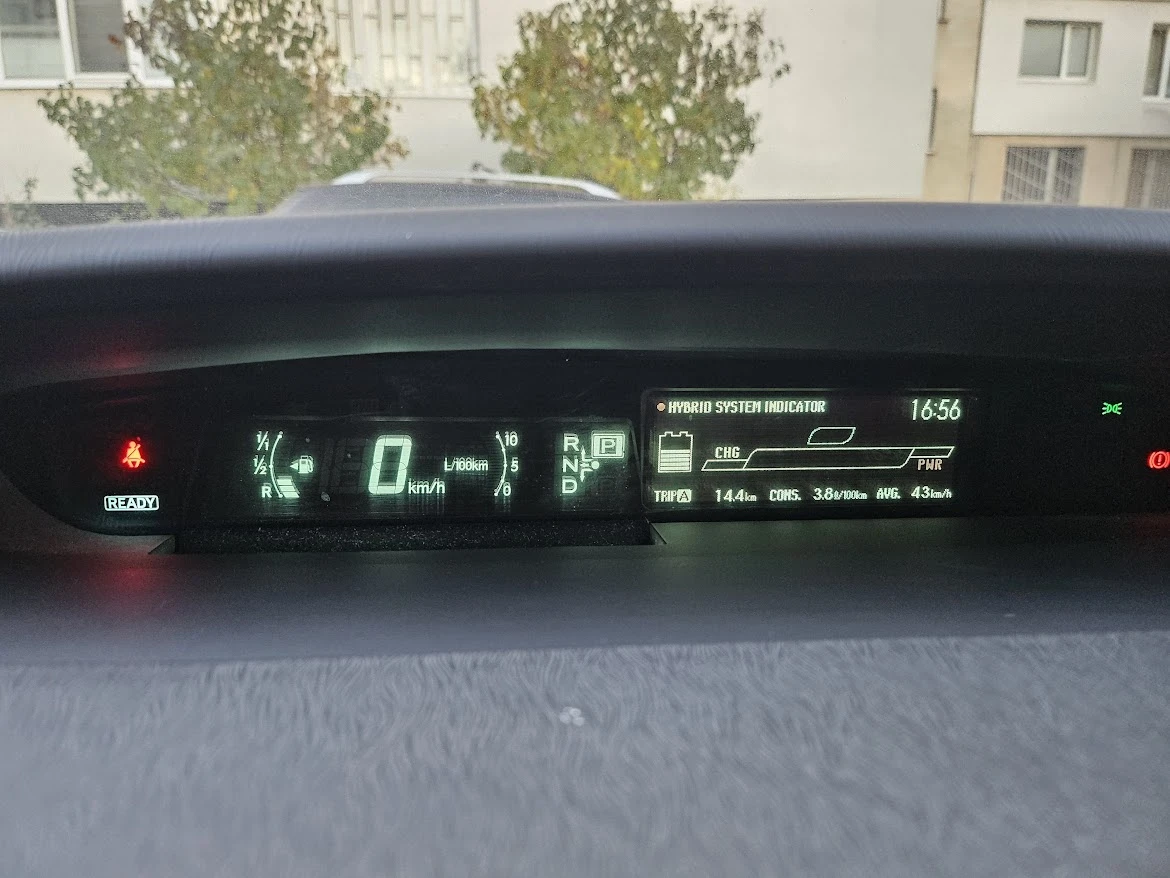 HYBRID SYSTEM INDICATOR 16:56
1/1
1/2
R
0 km/h
L/100km
10
5
0
R
N
D
P
CHG
PWR
READY
TRIP A 14.4km CONS. 3.8ℓ/100km AVG. 43km/h